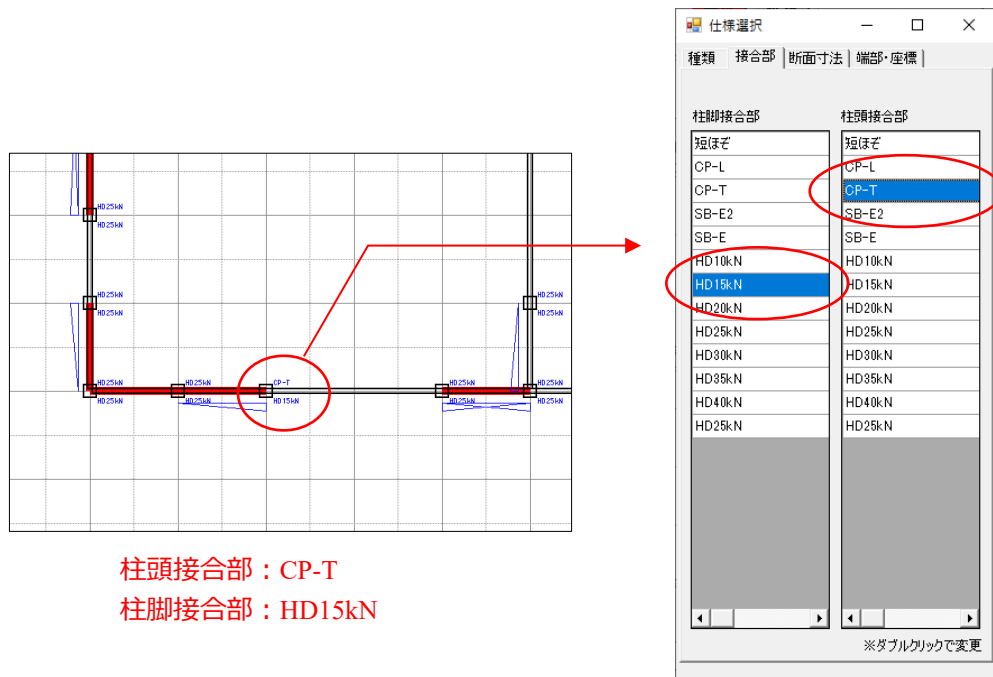 仕様選択
種類 接合部 断面寸法 端部・座標
柱脚接合部 柱頭接合部
短ほぞ 短ほぞ
CP-L CP-L
CP-T CP-T
SB-E2 SB-E2
SB-E SB-E
HD10kN HD10kN
HD15kN HD15kN
HD20kN HD20kN
HD25kN HD25kN
HD30kN HD30kN
HD35kN HD35kN
HD40kN HD40kN
HD25kN HD25kN
※ダブルクリックで変更
HD25kN
HD25kN
HD25kN HD25kN
HD25kN HD25kN
HD25kN HD25kN CP-T HD25kN HD25kN
HD25kN HD25kN HD15kN HD25kN HD25kN
柱頭接合部：CP-T
柱脚接合部：HD15kN